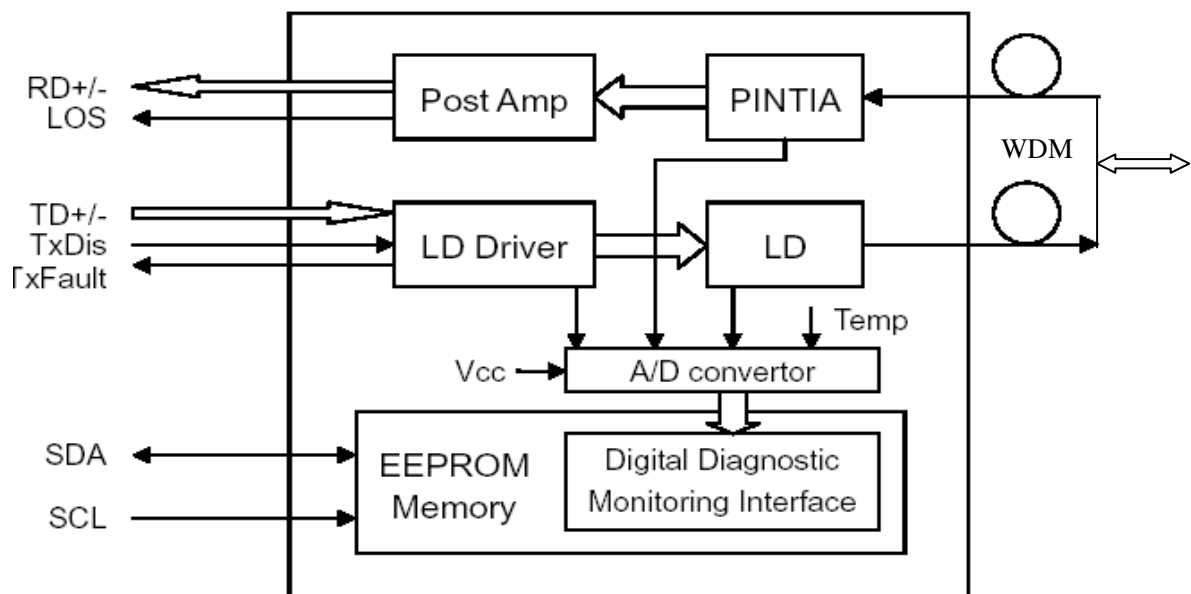 RD+/-
LOS
Post Amp
PINTIA
WDM
TD+/-
TxDis
TxFault
LD Driver
LD
Temp
Vcc
A/D convertor
SDA
SCL
EEPROM
Memory
Digital Diagnostic
Monitoring Interface